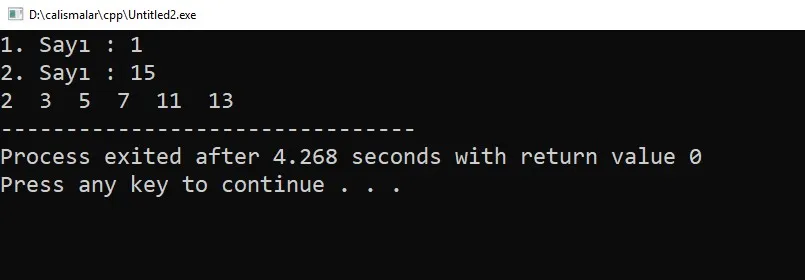 D:\calismalar\cpp\Untitled2.exe
1. Sayı : 1
2. Sayı : 15
2  3  5  7  11  13
--------------------------------
Process exited after 4.268 seconds with return value 0
Press any key to continue . . .